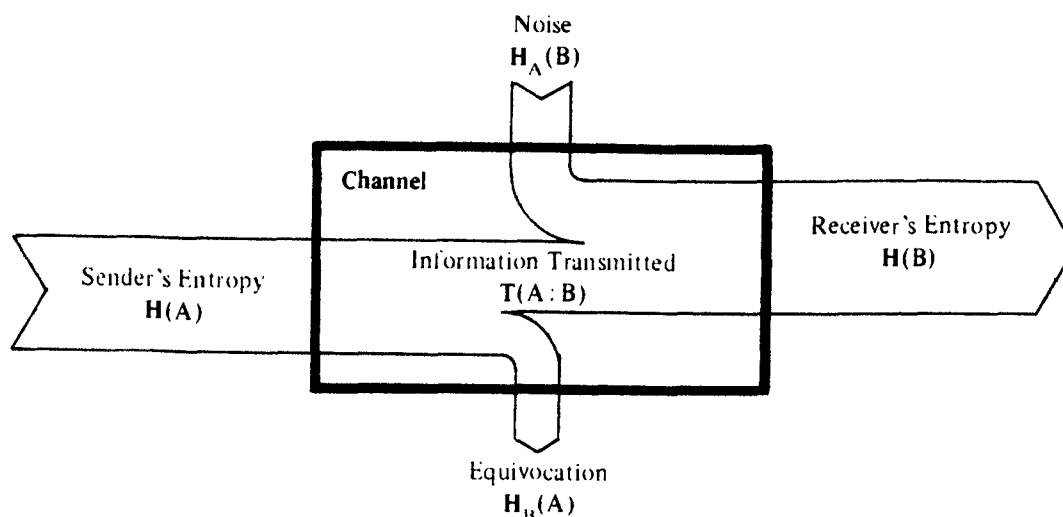 Noise
H_A(B)
Channel
Sender's Entropy
H(A)
Information Transmitted
T(A : B)
Receiver's Entropy
H(B)
Equivocation
H_B(A)